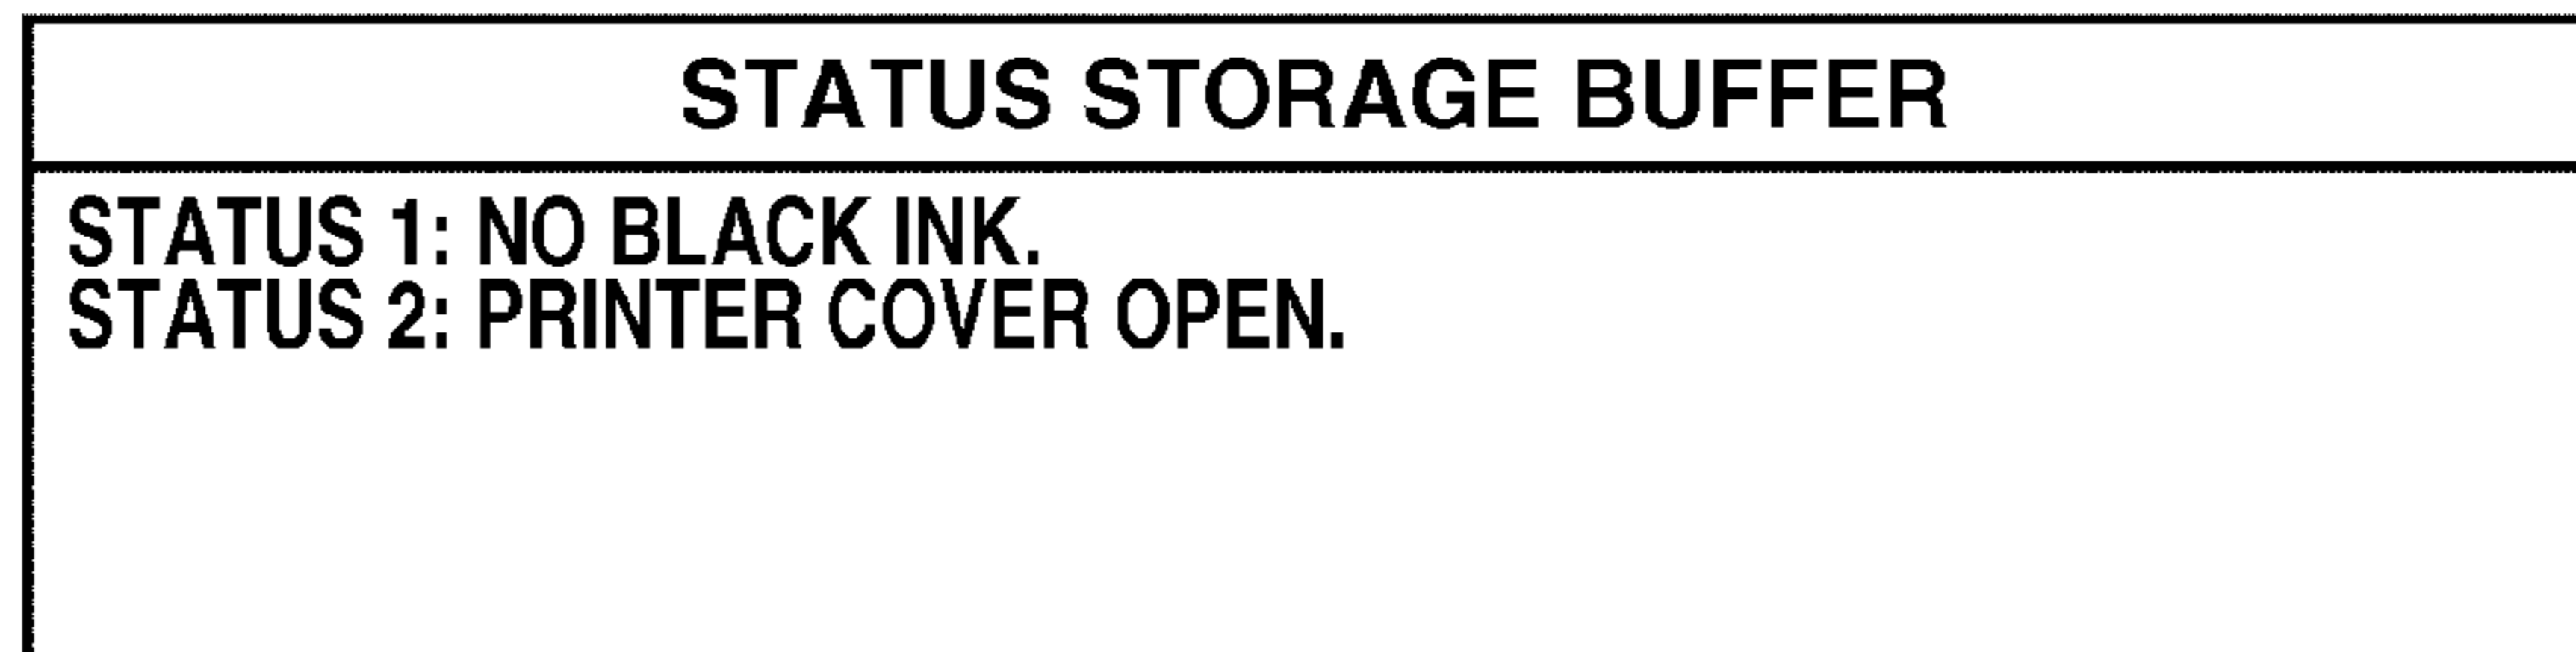 STATUS STORAGE BUFFER
STATUS 1: NO BLACK INK.
STATUS 2: PRINTER COVER OPEN.